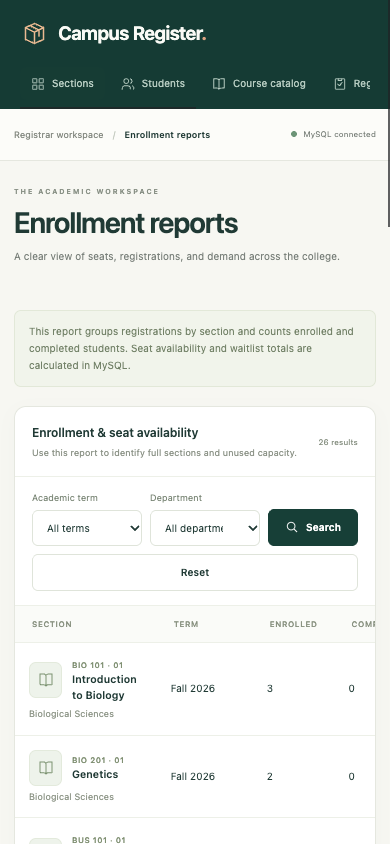 Campus Register.
Sections Students Course catalog Reg
Registrar workspace / Enrollment reports MySQL connected
THE ACADEMIC WORKSPACE
Enrollment reports
A clear view of seats, registrations, and demand across the college.
This report groups registrations by section and counts enrolled and
completed students. Seat availability and waitlist totals are
calculated in MySQL.
Enrollment & seat availability
26 results
Use this report to identify full sections and unused capacity.
Academic term Department
All terms All departme Search
Reset
SECTION TERM ENROLLED COMP
BIO 101 · 01
Introduction
to Biology
Fall 2026 3 0
Biological Sciences
BIO 201 · 01
Genetics
Fall 2026 2 0
Biological Sciences
BUS 101 · 01